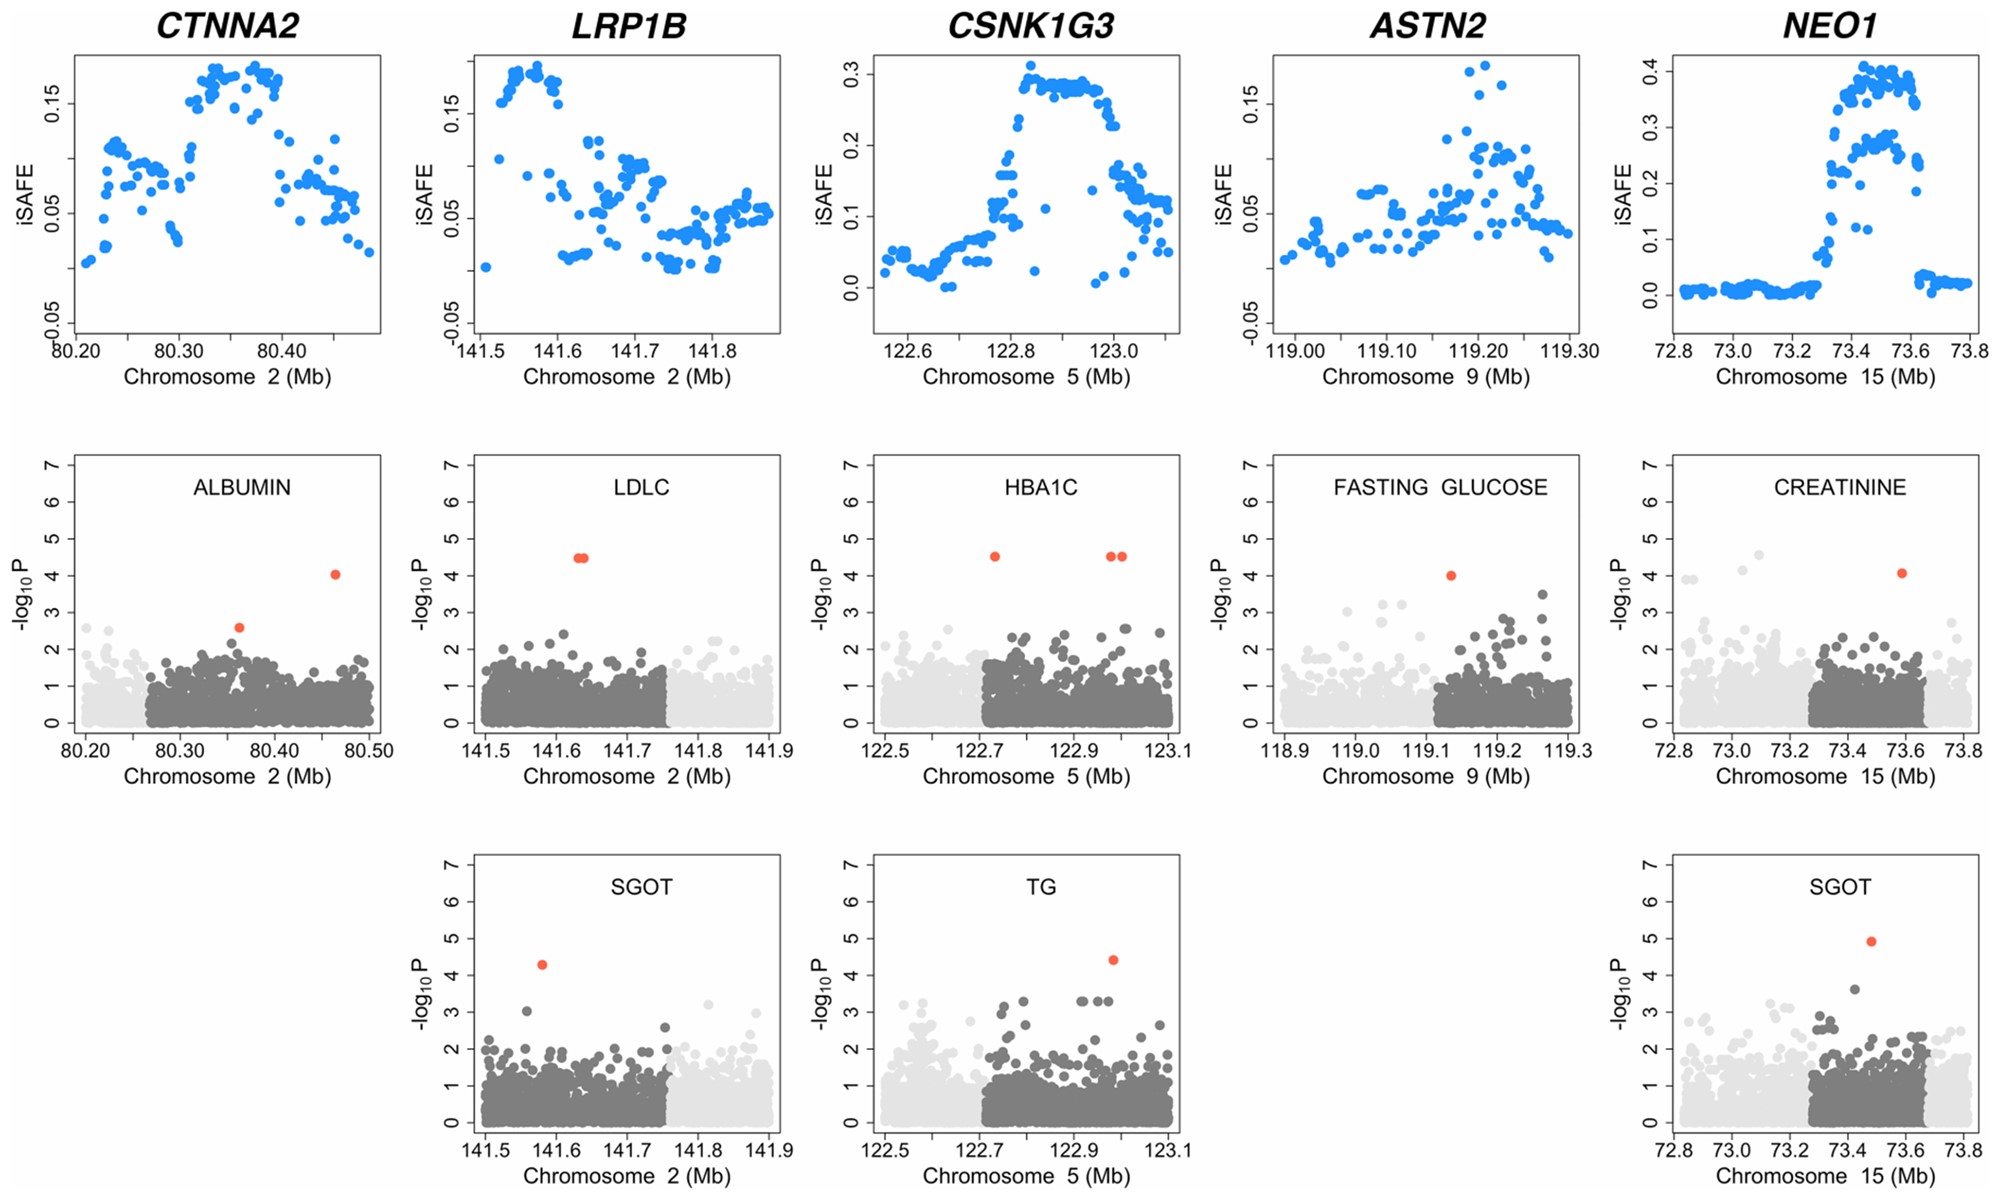 CTNNA2 LRP1B CSNK1G3 ASTN2 NEO1
iSAFE
-0.05 0.05 0.15
80.20 80.30 80.40
Chromosome 2 (Mb)
iSAFE
-0.05 0.05 0.15
141.5 141.6 141.7 141.8
Chromosome 2 (Mb)
iSAFE
0.0 0.1 0.2 0.3
122.6 122.8 123.0
Chromosome 5 (Mb)
iSAFE
-0.05 0.05 0.15
119.00 119.10 119.20 119.30
Chromosome 9 (Mb)
iSAFE
0.0 0.1 0.2 0.3 0.4
72.8 73.0 73.2 73.4 73.6 73.8
Chromosome 15 (Mb)
ALBUMIN
-log10 P
0 1 2 3 4 5 6 7
80.20 80.30 80.40 80.50
Chromosome 2 (Mb)
LDLC
-log10 P
0 1 2 3 4 5 6 7
141.5 141.6 141.7 141.8 141.9
Chromosome 2 (Mb)
HBA1C
-log10 P
0 1 2 3 4 5 6 7
122.5 122.7 122.9 123.1
Chromosome 5 (Mb)
FASTING GLUCOSE
-log10 P
0 1 2 3 4 5 6 7
118.9 119.0 119.1 119.2 119.3
Chromosome 9 (Mb)
CREATININE
-log10 P
0 1 2 3 4 5 6 7
72.8 73.0 73.2 73.4 73.6 73.8
Chromosome 15 (Mb)
SGOT
-log10 P
0 1 2 3 4 5 6 7
141.5 141.6 141.7 141.8 141.9
Chromosome 2 (Mb)
TG
-log10 P
0 1 2 3 4 5 6 7
122.5 122.7 122.9 123.1
Chromosome 5 (Mb)
SGOT
-log10 P
0 1 2 3 4 5 6 7
72.8 73.0 73.2 73.4 73.6 73.8
Chromosome 15 (Mb)